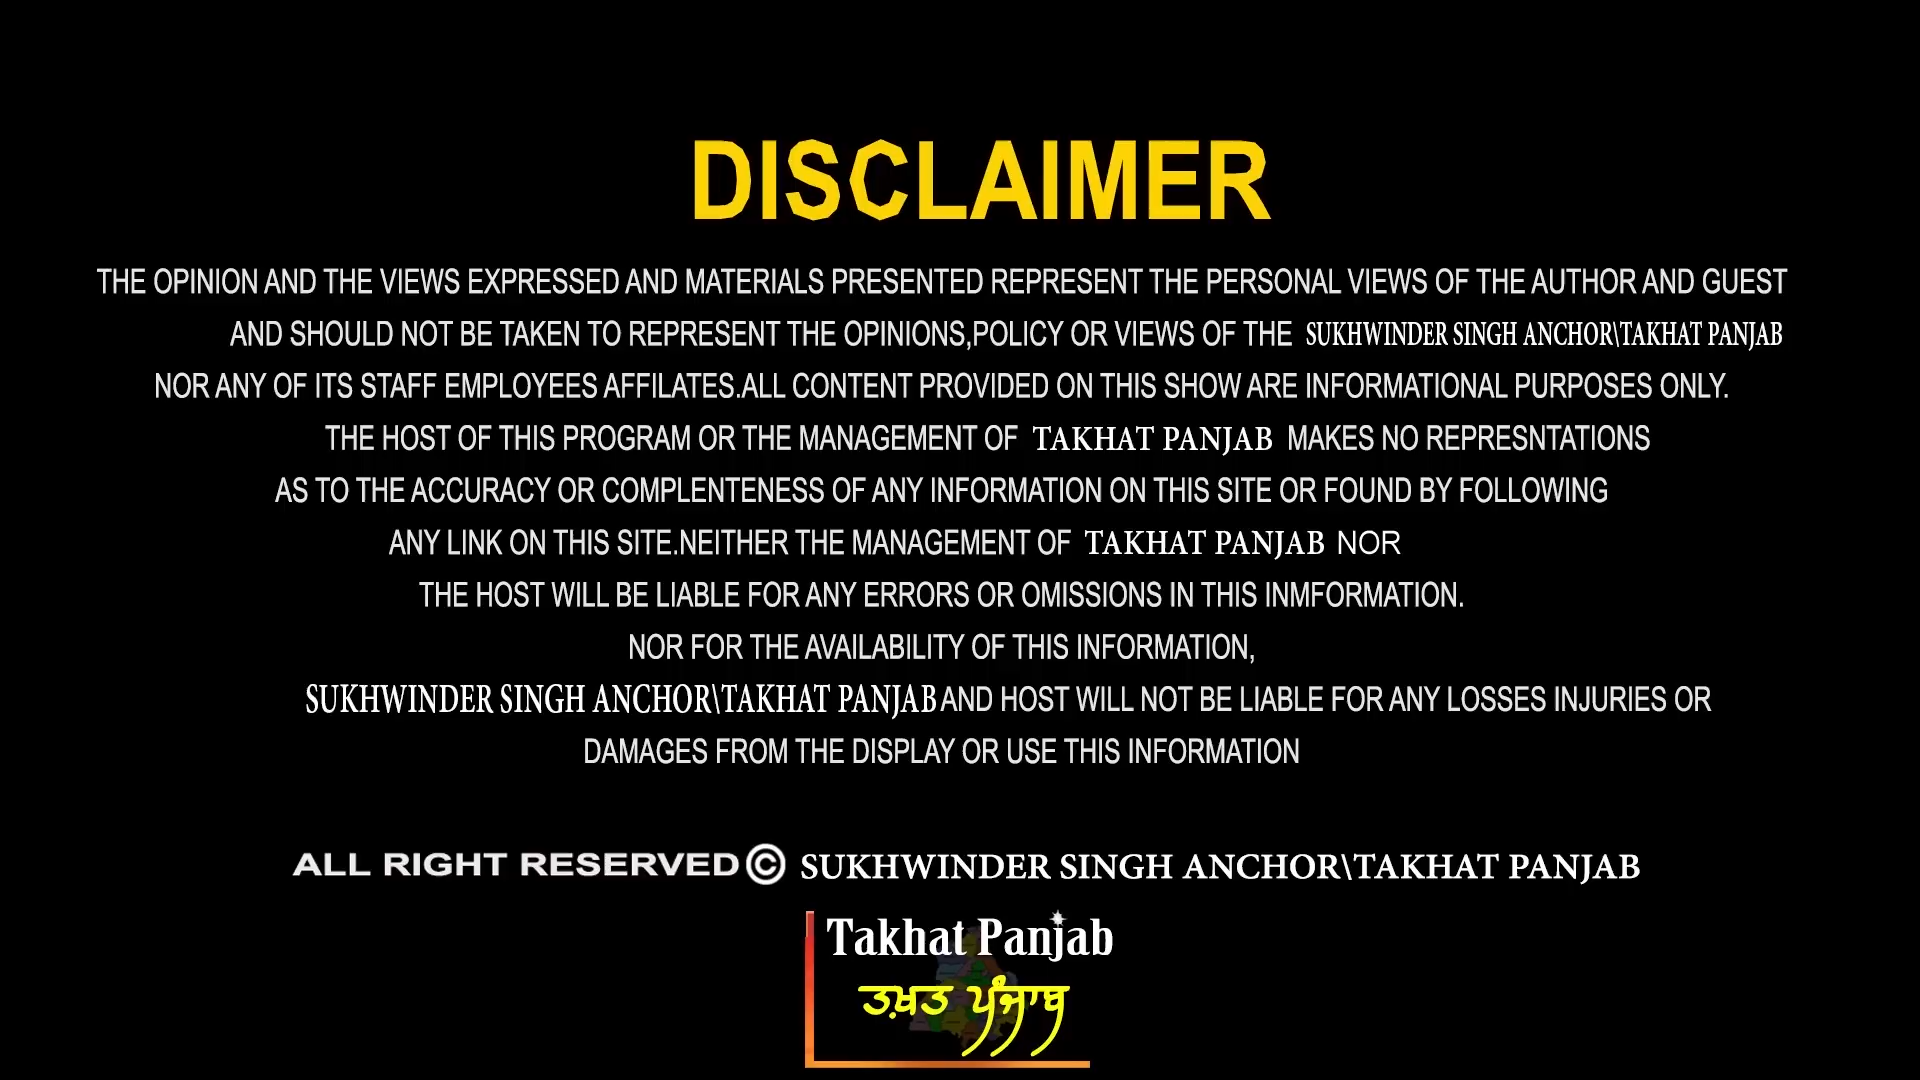 DISCLAIMER
THE OPINION AND THE VIEWS EXPRESSED AND MATERIALS PRESENTED REPRESENT THE PERSONAL VIEWS OF THE AUTHOR AND GUEST
AND SHOULD NOT BE TAKEN TO REPRESENT THE OPINIONS,POLICY OR VIEWS OF THE SUKHWINDER SINGH ANCHOR\TAKHAT PANJAB
NOR ANY OF ITS STAFF EMPLOYEES AFFILATES.ALL CONTENT PROVIDED ON THIS SHOW ARE INFORMATIONAL PURPOSES ONLY.
THE HOST OF THIS PROGRAM OR THE MANAGEMENT OF TAKHAT PANJAB MAKES NO REPRESNTATIONS
AS TO THE ACCURACY OR COMPLENTENESS OF ANY INFORMATION ON THIS SITE OR FOUND BY FOLLOWING
ANY LINK ON THIS SITE.NEITHER THE MANAGEMENT OF TAKHAT PANJAB NOR
THE HOST WILL BE LIABLE FOR ANY ERRORS OR OMISSIONS IN THIS INMFORMATION.
NOR FOR THE AVAILABILITY OF THIS INFORMATION,
SUKHWINDER SINGH ANCHOR\TAKHAT PANJAB AND HOST WILL NOT BE LIABLE FOR ANY LOSSES INJURIES OR
DAMAGES FROM THE DISPLAY OR USE THIS INFORMATION
ALL RIGHT RESERVED © SUKHWINDER SINGH ANCHOR\TAKHAT PANJAB
Takhat Panjab
ਤਖ਼ਤ ਪੰਜਾਬ